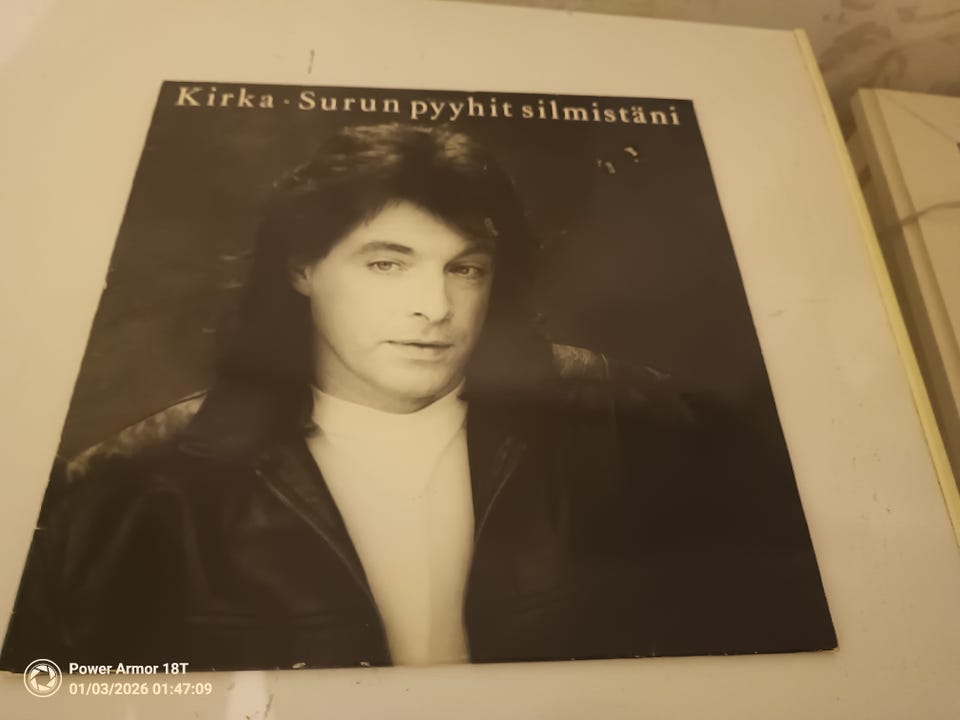 Kirka · Surun pyyhit silmistäni
Power Armor 18T
01/03/2026 01:47:09